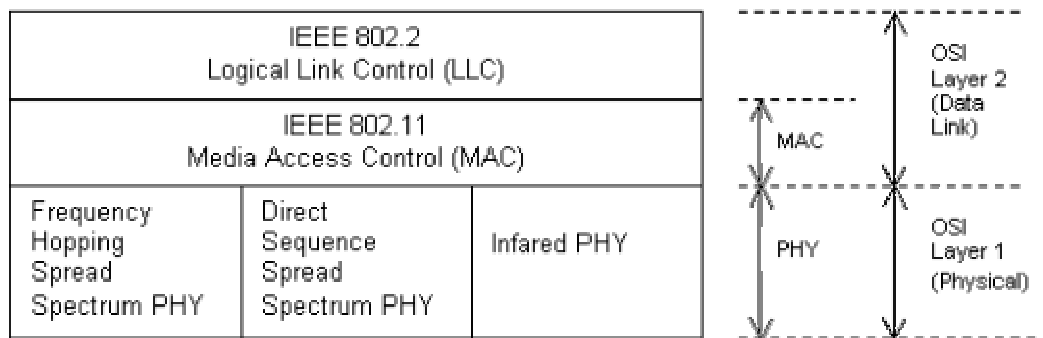 IEEE 802.2
Logical Link Control (LLC)
IEEE 802.11
Media Access Control (MAC)
Frequency
Hopping
Spread
Spectrum PHY
Direct
Sequence
Spread
Spectrum PHY
Infared PHY
MAC
PHY
OSI
Layer 2
(Data
Link)
OSI
Layer 1
(Physical)